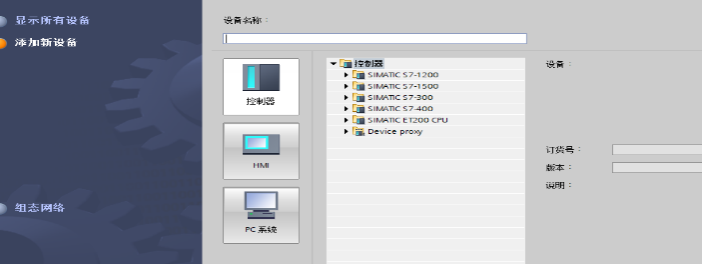 显示所有设备
添加新设备
组态网络
设备名称：
控制器
HMI
PC 系统
控制器
SIMATIC S7-1200
SIMATIC S7-1500
SIMATIC S7-300
SIMATIC S7-400
SIMATIC ET200 CPU
Device proxy
设备：
订货号：
版本：
说明：